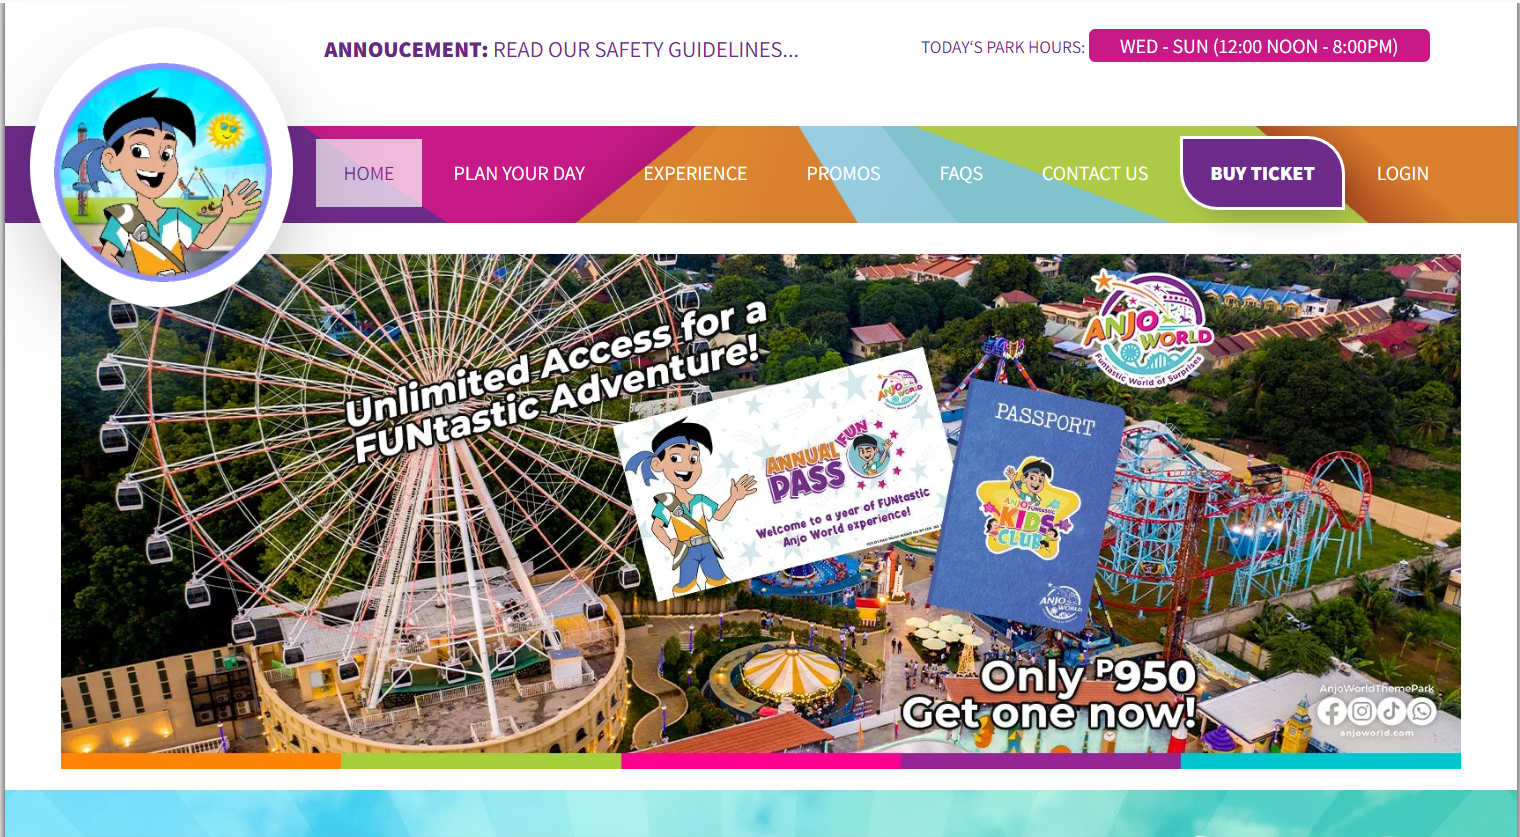 ANNOUCEMENT: READ OUR SAFETY GUIDELINES...
TODAY'S PARK HOURS: WED - SUN (12:00 NOON - 8:00PM)
HOME PLAN YOUR DAY EXPERIENCE PROMOS FAQS CONTACT US BUY TICKET LOGIN
Unlimited Access for a
FUNtastic Adventure!
ANJO
WORLD
Funtastic World of Surprises
ANJO
WORLD
ANNUAL FUN
PASS
Welcome to a year of FUNtastic
Anjo World experience!
PASSPORT
ANJO FUNtastic
KIDS
CLUB
ANJO
WORLD
Only ₱950
Get one now!
AnjoWorldThemePark
anjoworld.com